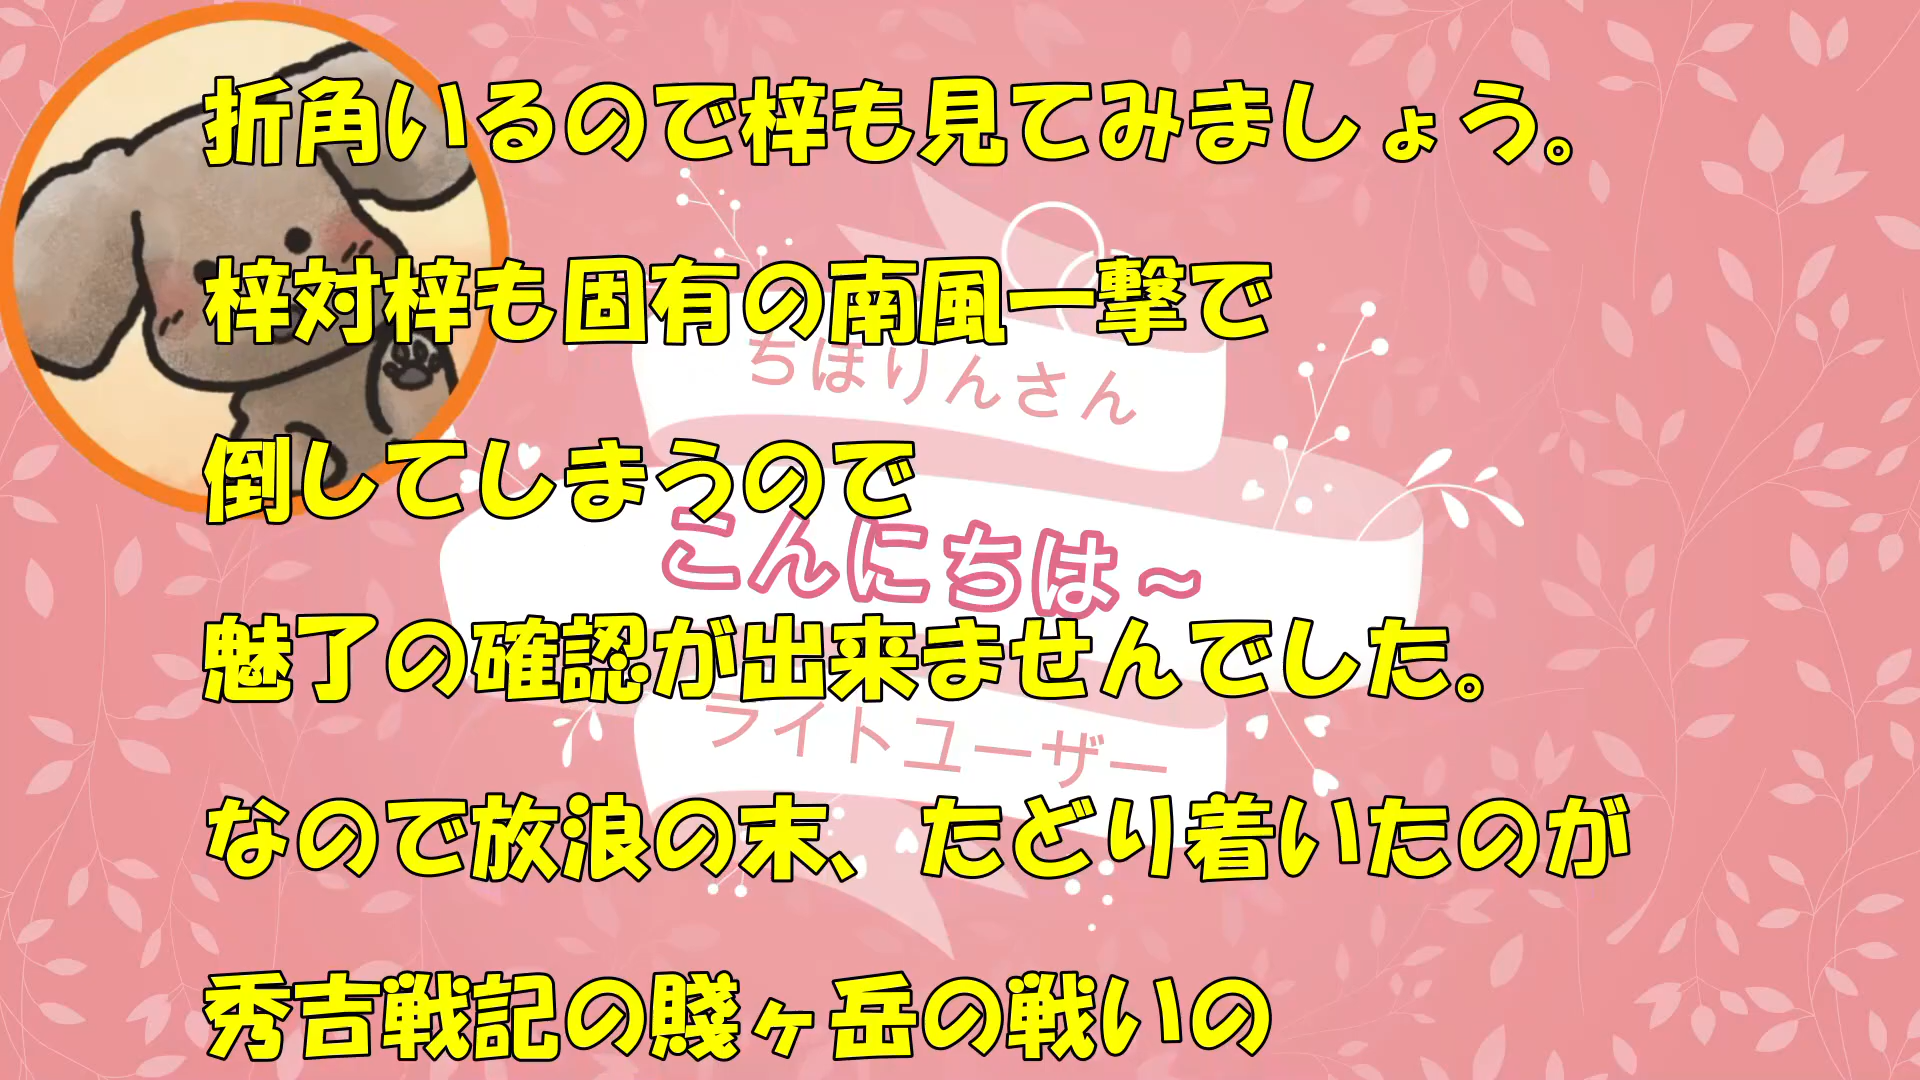 折角いるので梓も見てみましょう。
梓対梓も固有の南風一撃で
ちほりんさん
倒してしまうので
こんにちは～
魅了の確認が出来ませんでした。
ライトユーザー
なので放浪の末、たどり着いたのが
秀吉戦記の賤ヶ岳の戦いの